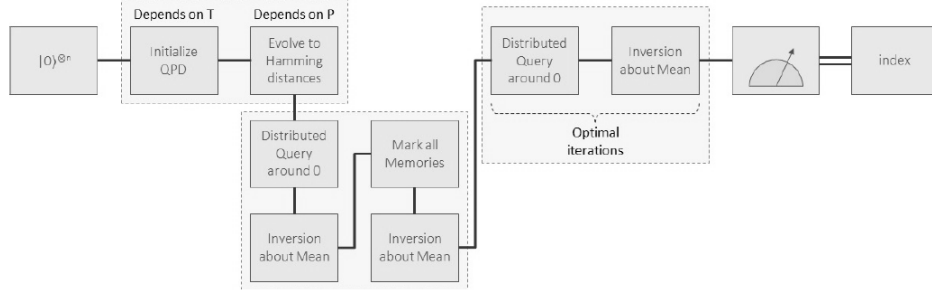 Depends on T
Depends on P
|0⟩⊗n
Initialize
QPD
Evolve to
Hamming
distances
Distributed
Query
around 0
Inversion
about Mean
Mark all
Memories
Inversion
about Mean
Distributed
Query
around 0
Inversion
about Mean
Optimal
iterations
index